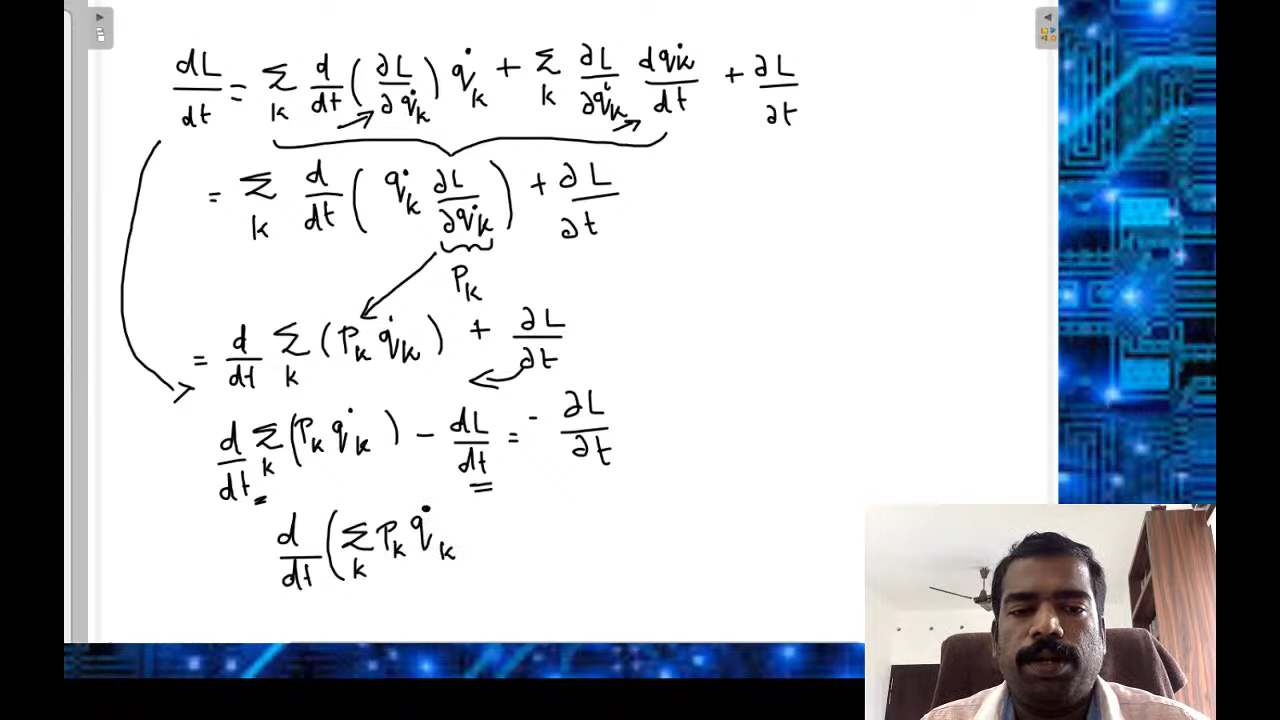 dL/dt = Σ_k d/dt (∂L/∂q̇_k) q̇_k + Σ_k ∂L/∂q̇_k dq̇_k/dt + ∂L/∂t
= Σ_k d/dt ( q̇_k ∂L/∂q̇_k ) + ∂L/∂t
P_k
= d/dt Σ_k (P_k q̇_k) + ∂L/∂t
d/dt Σ_k (P_k q̇_k) − dL/dt = - ∂L/∂t
d/dt ( Σ_k P_k q̇_k